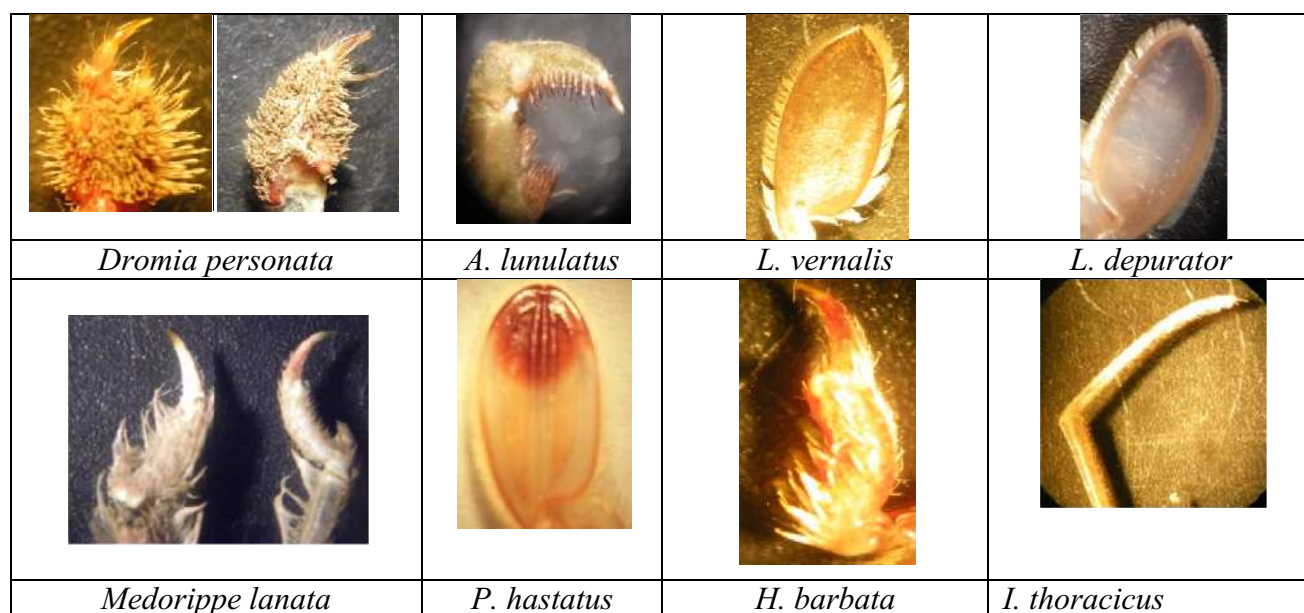 Dromia personata
A. lunulatus
L. vernalis
L. depurator
Medorippe lanata
P. hastatus
H. barbata
I. thoracicus